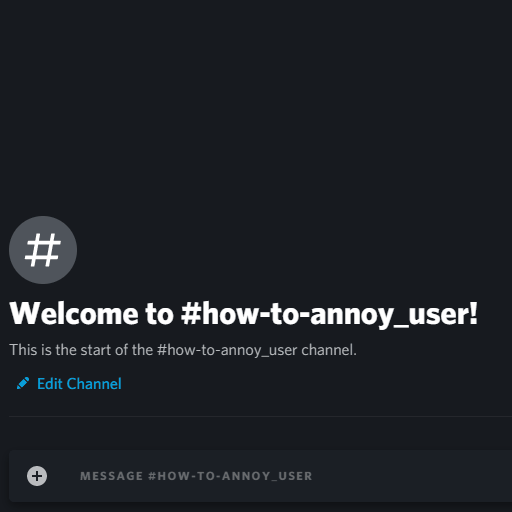 #
Welcome to #how-to-annoy_user!
This is the start of the #how-to-annoy_user channel.
Edit Channel
MESSAGE #HOW-TO-ANNOY_USER